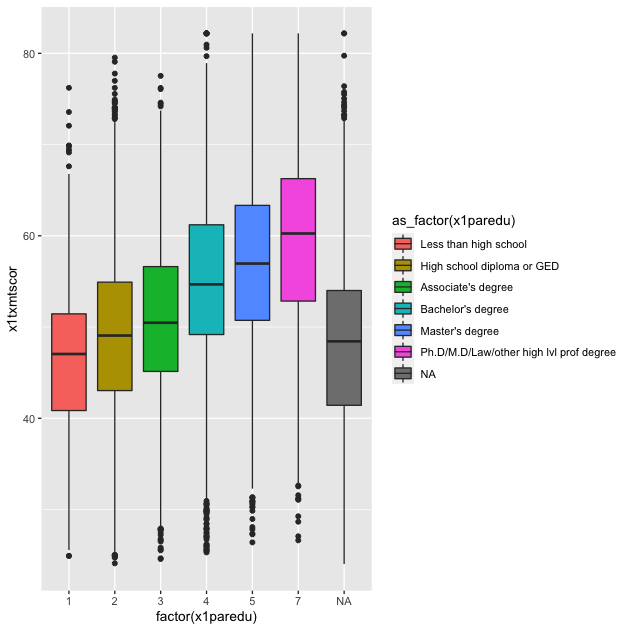 80
60
40
x1txmtscor
1
2
3
4
5
7
NA
factor(x1paredu)
as_factor(x1paredu)
Less than high school
High school diploma or GED
Associate's degree
Bachelor's degree
Master's degree
Ph.D/M.D/Law/other high lvl prof degree
NA